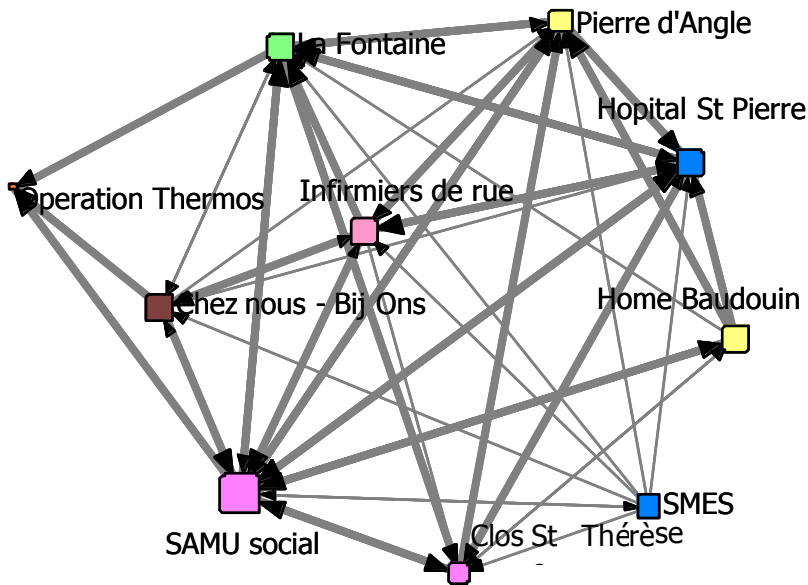 Pierre d'Angle
La Fontaine
Hopital St Pierre
Operation Thermos
Infirmiers de rue
Chez nous - Bij Ons
Home Baudouin
SMES
Clos St Thérèse
SAMU social